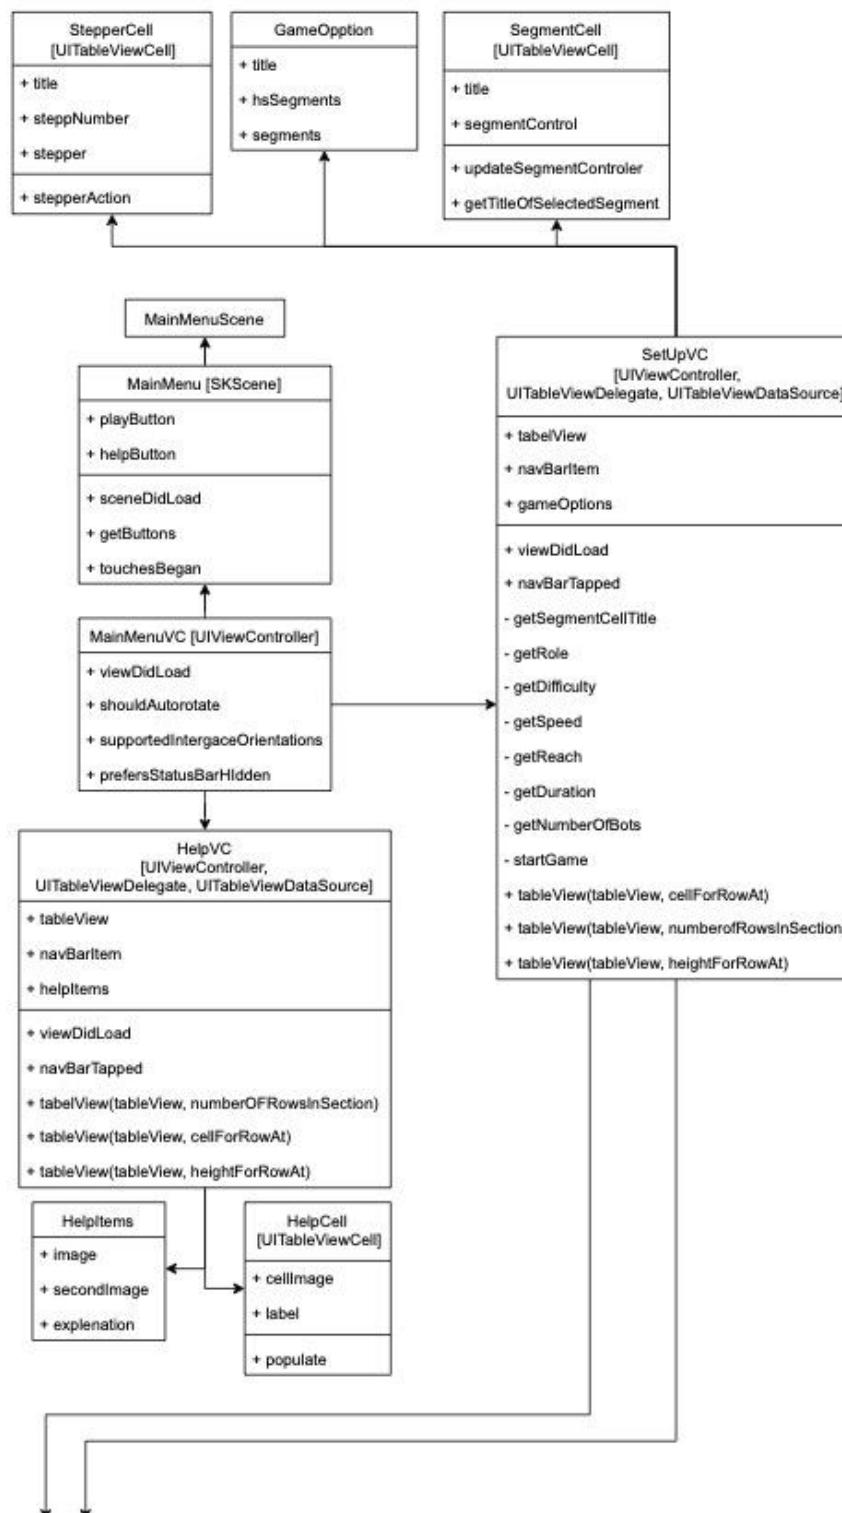 StepperCell
[UITableViewCell]
+ title
+ steppNumber
+ stepper
+ stepperAction
GameOpption
+ title
+ hsSegments
+ segments
SegmentCell
[UITableViewCell]
+ title
+ segmentControl
+ updateSegmentControler
+ getTitleOfSelectedSegment
MainMenuScene
MainMenu [SKScene]
+ playButton
+ helpButton
+ sceneDidLoad
+ getButtons
+ touchesBegan
MainMenuVC [UIViewController]
+ viewDidLoad
+ shouldAutorotate
+ supportedIntergaceOrientations
+ prefersStatusBarHIdden
SetUpVC
[UIViewController,
UITableViewDelegate, UITableViewDataSource]
+ tabelView
+ navBarItem
+ gameOptions
+ viewDidLoad
+ navBarTapped
- getSegmentCellTitle
- getRole
- getDifficulty
- getSpeed
- getReach
- getDuration
- getNumberOfBots
- startGame
+ tableView(tableView, cellForRowAt)
+ tableView(tableView, numberofRowsInSection
+ tableView(tableView, heightForRowAt)
HelpVC
[UIViewController,
UITableViewDelegate, UITableViewDataSource]
+ tableView
+ navBarItem
+ helpItems
+ viewDidLoad
+ navBarTapped
+ tabelView(tableView, numberOFRowsInSection)
+ tableView(tableView, cellForRowAt)
+ tableView(tableView, heightForRowAt)
HelpItems
+ image
+ secondImage
+ explenation
HelpCell
[UITableViewCell]
+ cellImage
+ label
+ populate